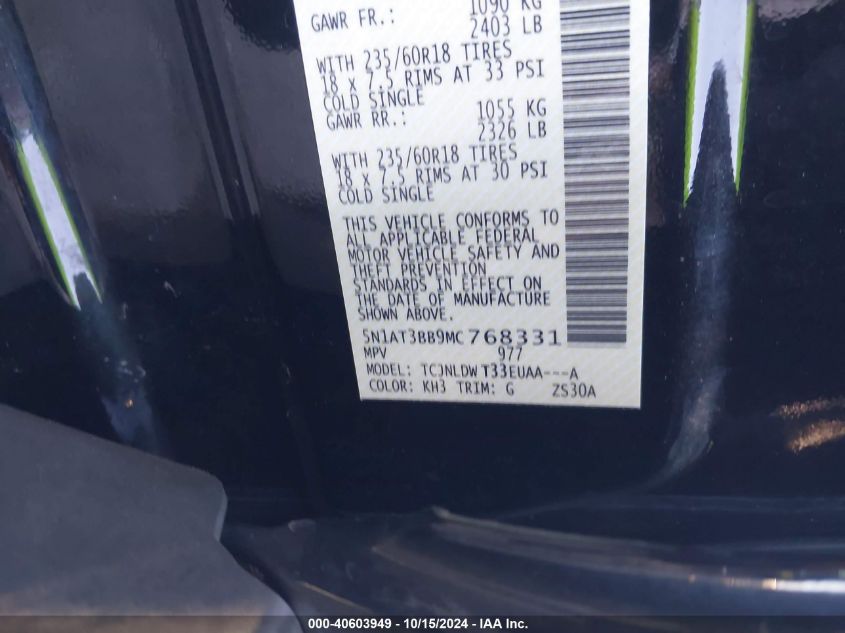 GAWR FR.: 1090 KG
2403 LB
WITH 235/60R18 TIRES
18 x 7.5 RIMS AT 33 PSI
COLD SINGLE
GAWR RR.: 1055 KG
2326 LB
WITH 235/60R18 TIRES
18 x 7.5 RIMS AT 30 PSI
COLD SINGLE
THIS VEHICLE CONFORMS TO
ALL APPLICABLE FEDERAL
MOTOR VEHICLE SAFETY AND
THEFT PREVENTION
STANDARDS IN EFFECT ON
THE DATE OF MANUFACTURE
SHOWN ABOVE.
5N1AT3BB9MC768331
MPV 977
MODEL: TCJNLDWT33EUAA---A
COLOR: KH3 TRIM: G ZS30A
000-40603949 - 10/15/2024 - IAA Inc.